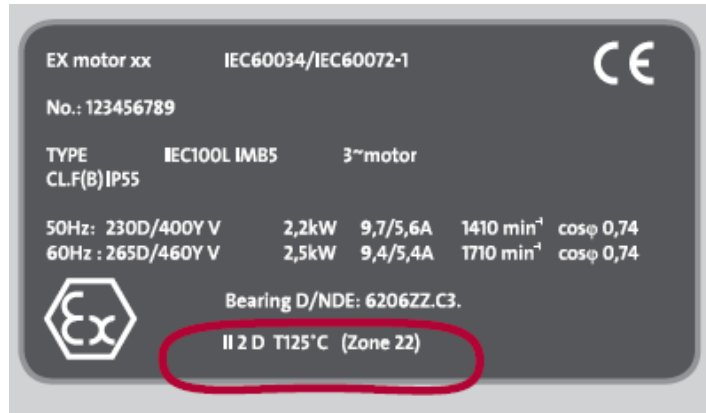 EX motor xx IEC60034/IEC60072-1 CE
No.: 123456789
TYPE IEC100L IMB5 3~motor
CL.F(B) IP55
50Hz: 230D/400Y V 2,2kW 9,7/5,6A 1410 min⁻¹ cosφ 0,74
60Hz : 265D/460Y V 2,5kW 9,4/5,4A 1710 min⁻¹ cosφ 0,74
Bearing D/NDE: 6206ZZ.C3.
Ex II 2 D T125°C (Zone 22)